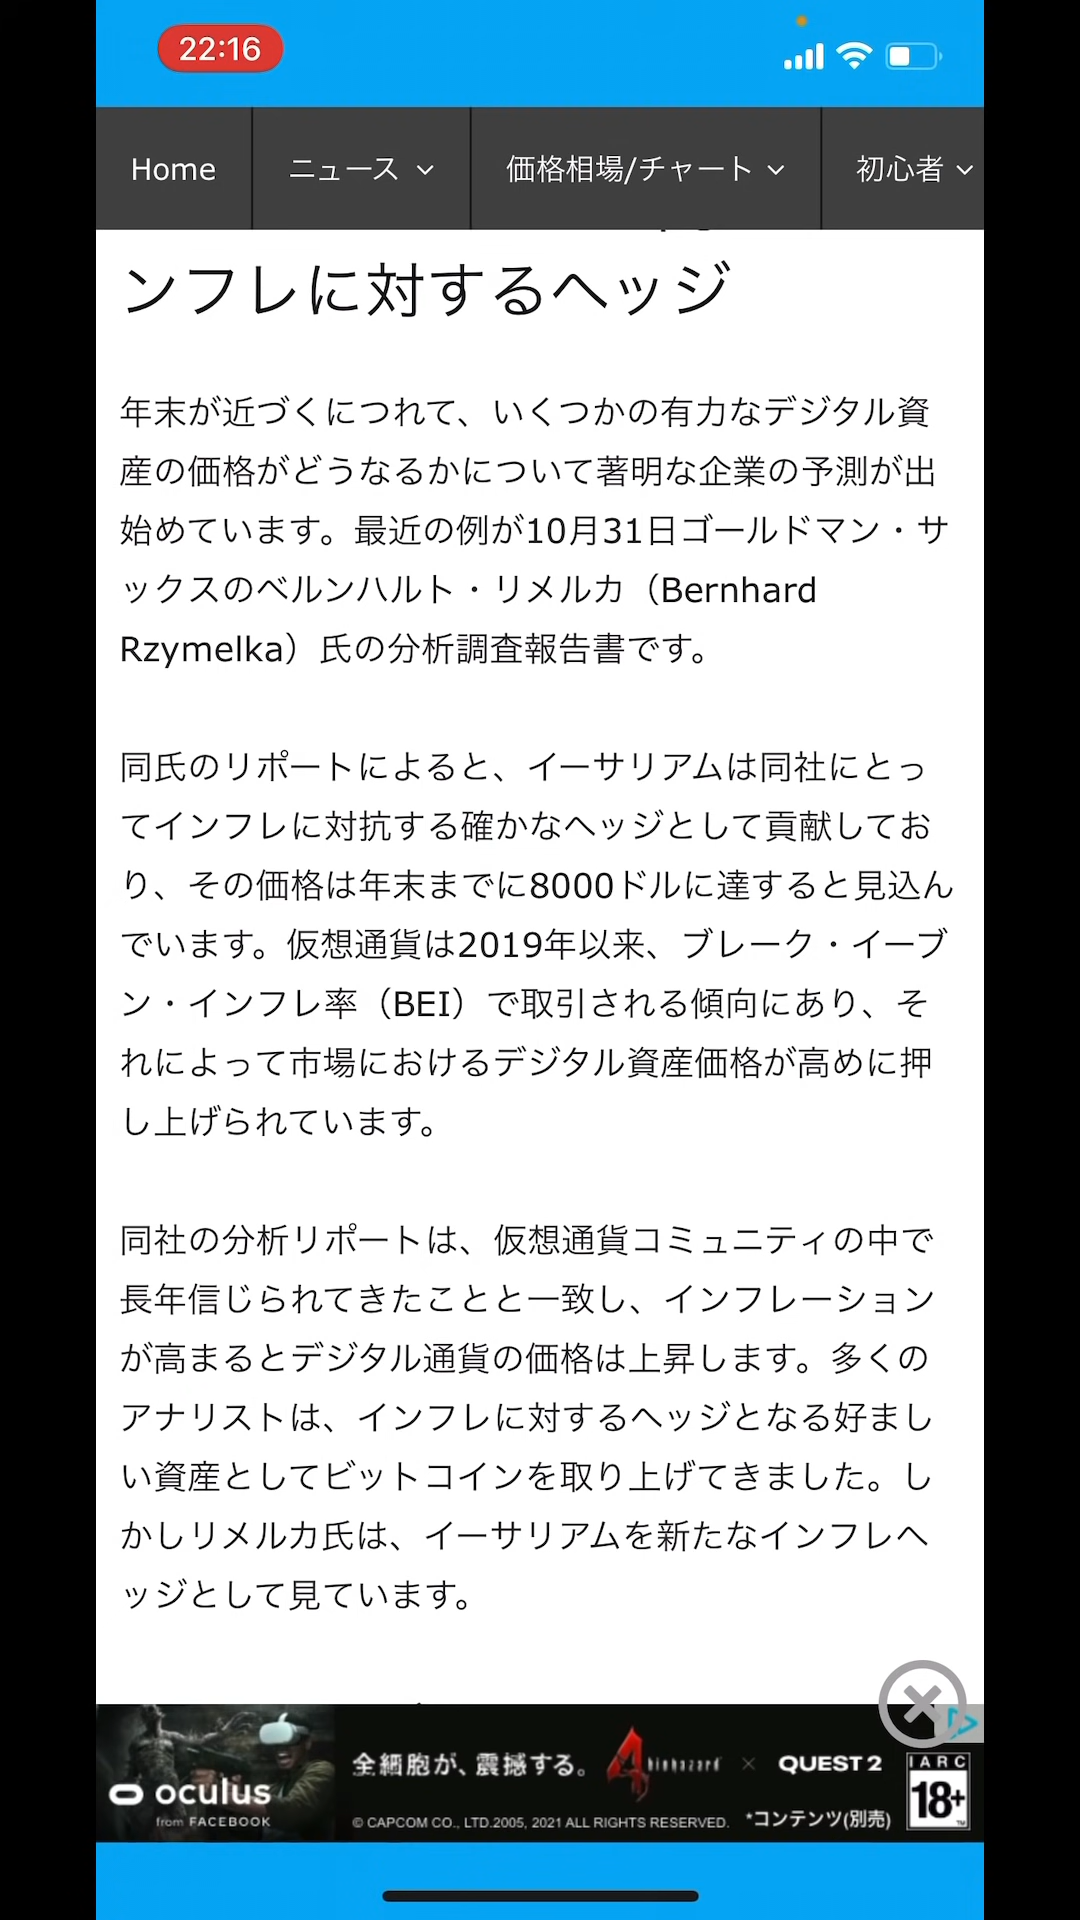 22:16
Home ニュース 価格相場/チャート 初心者
ンフレに対するヘッジ
年末が近づくにつれて、いくつかの有力なデジタル資
産の価格がどうなるかについて著明な企業の予測が出
始めています。最近の例が10月31日ゴールドマン・サ
ックスのベルンハルト・リメルカ（Bernhard
Rzymelka）氏の分析調査報告書です。
同氏のリポートによると、イーサリアムは同社にとっ
てインフレに対抗する確かなヘッジとして貢献してお
り、その価格は年末までに8000ドルに達すると見込ん
でいます。仮想通貨は2019年以来、ブレーク・イーブ
ン・インフレ率（BEI）で取引される傾向にあり、そ
れによって市場におけるデジタル資産価格が高めに押
し上げられています。
同社の分析リポートは、仮想通貨コミュニティの中で
長年信じられてきたことと一致し、インフレーション
が高まるとデジタル通貨の価格は上昇します。多くの
アナリストは、インフレに対するヘッジとなる好まし
い資産としてビットコインを取り上げてきました。し
かしリメルカ氏は、イーサリアムを新たなインフレヘ
ッジとして見ています。
oculus
from FACEBOOK
全細胞が、震撼する。 4 biohazard × QUEST 2
© CAPCOM CO., LTD.2005, 2021 ALL RIGHTS RESERVED. *コンテンツ(別売)
IARC
18+